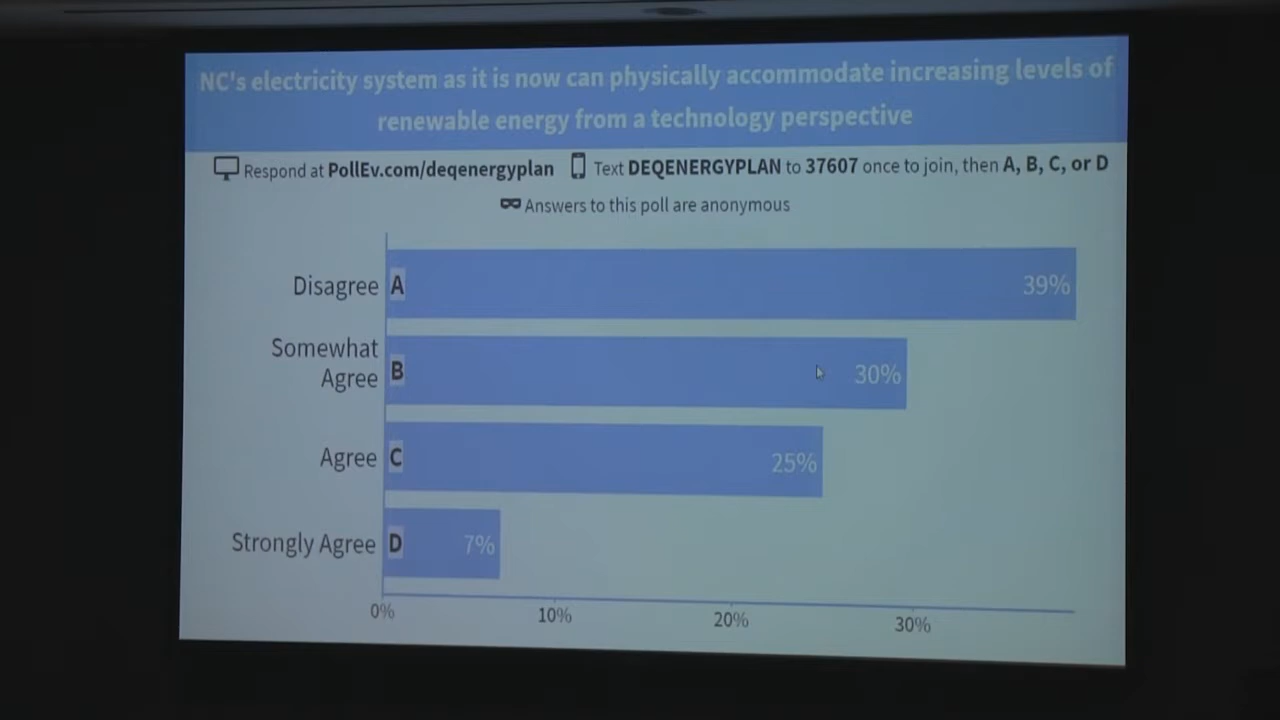 NC's electricity system as it is now can physically accommodate increasing levels of
renewable energy from a technology perspective
Respond at PollEv.com/deqenergyplan Text DEQENERGYPLAN to 37607 once to join, then A, B, C, or D
Answers to this poll are anonymous
Disagree A 39%
Somewhat
Agree B 30%
Agree C 25%
Strongly Agree D 7%
0% 10% 20% 30%